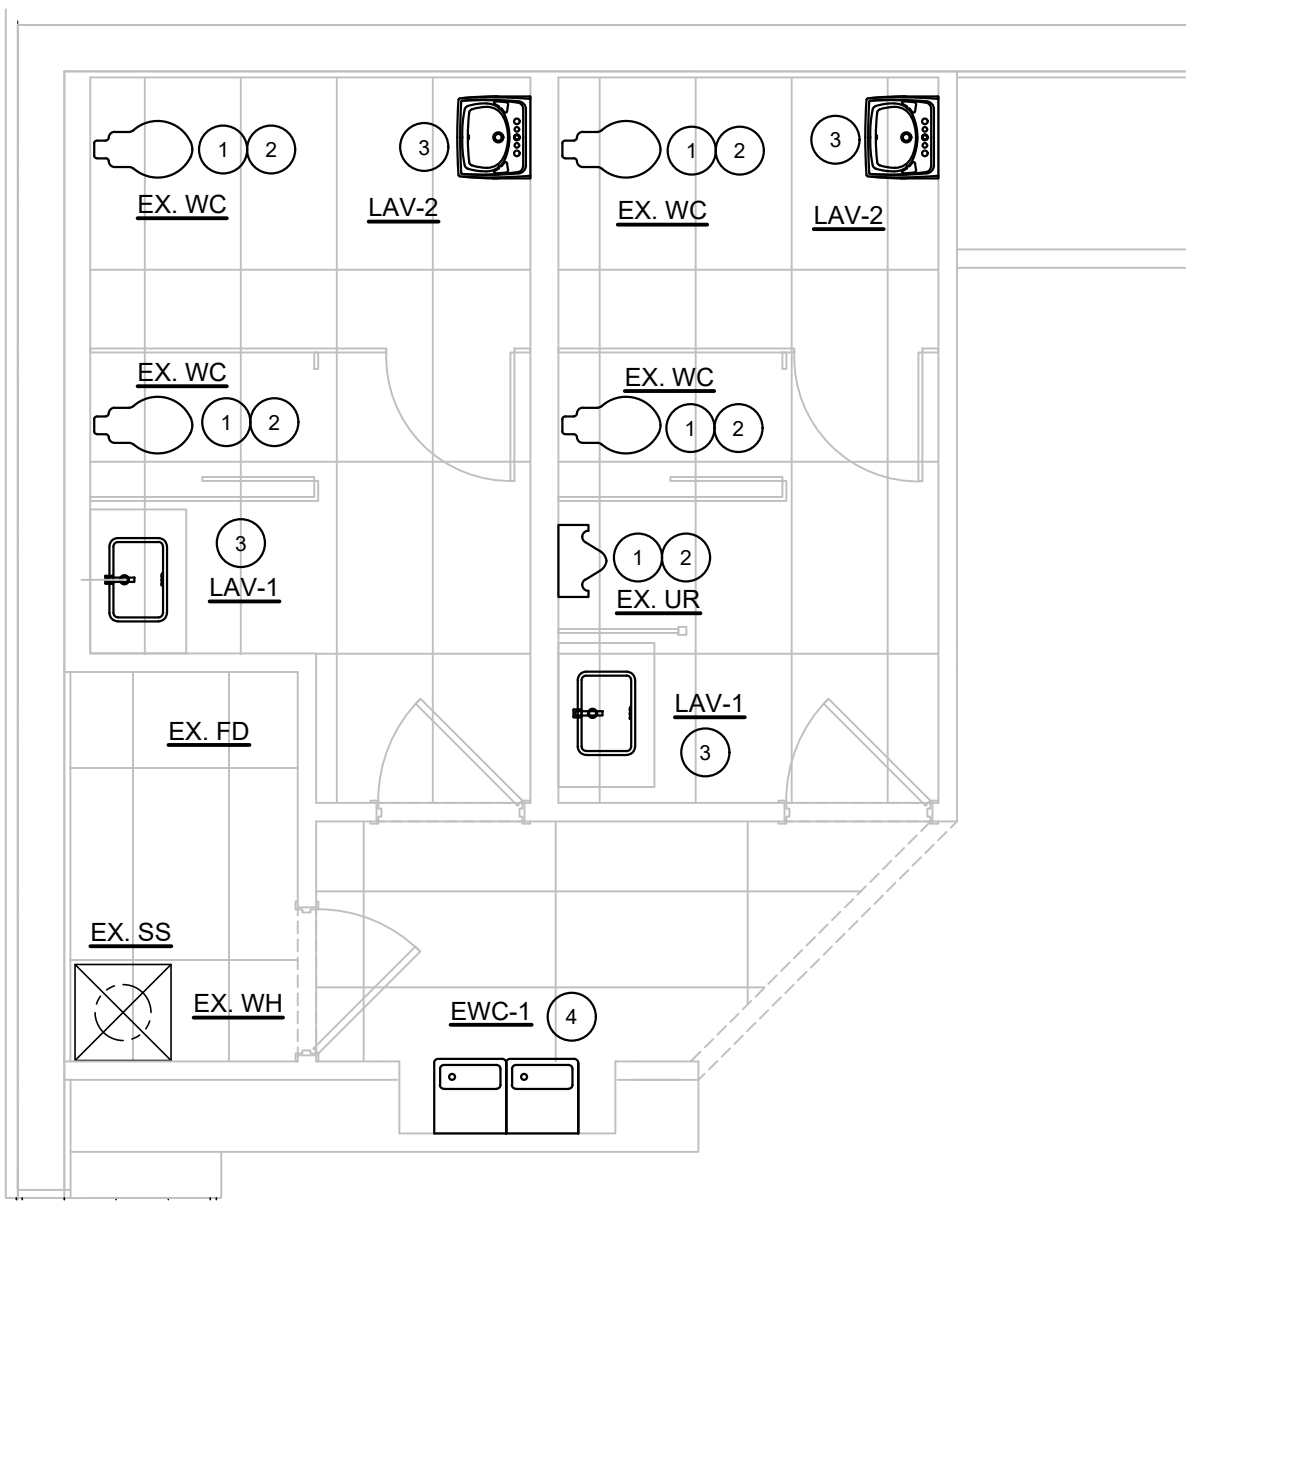 1 2 3 1 2 3
EX. WC LAV-2 EX. WC LAV-2
EX. WC EX. WC
1 2 1 2
3 1 2
LAV-1 EX. UR
LAV-1
EX. FD 3
EX. SS
EX. WH EWC-1 4